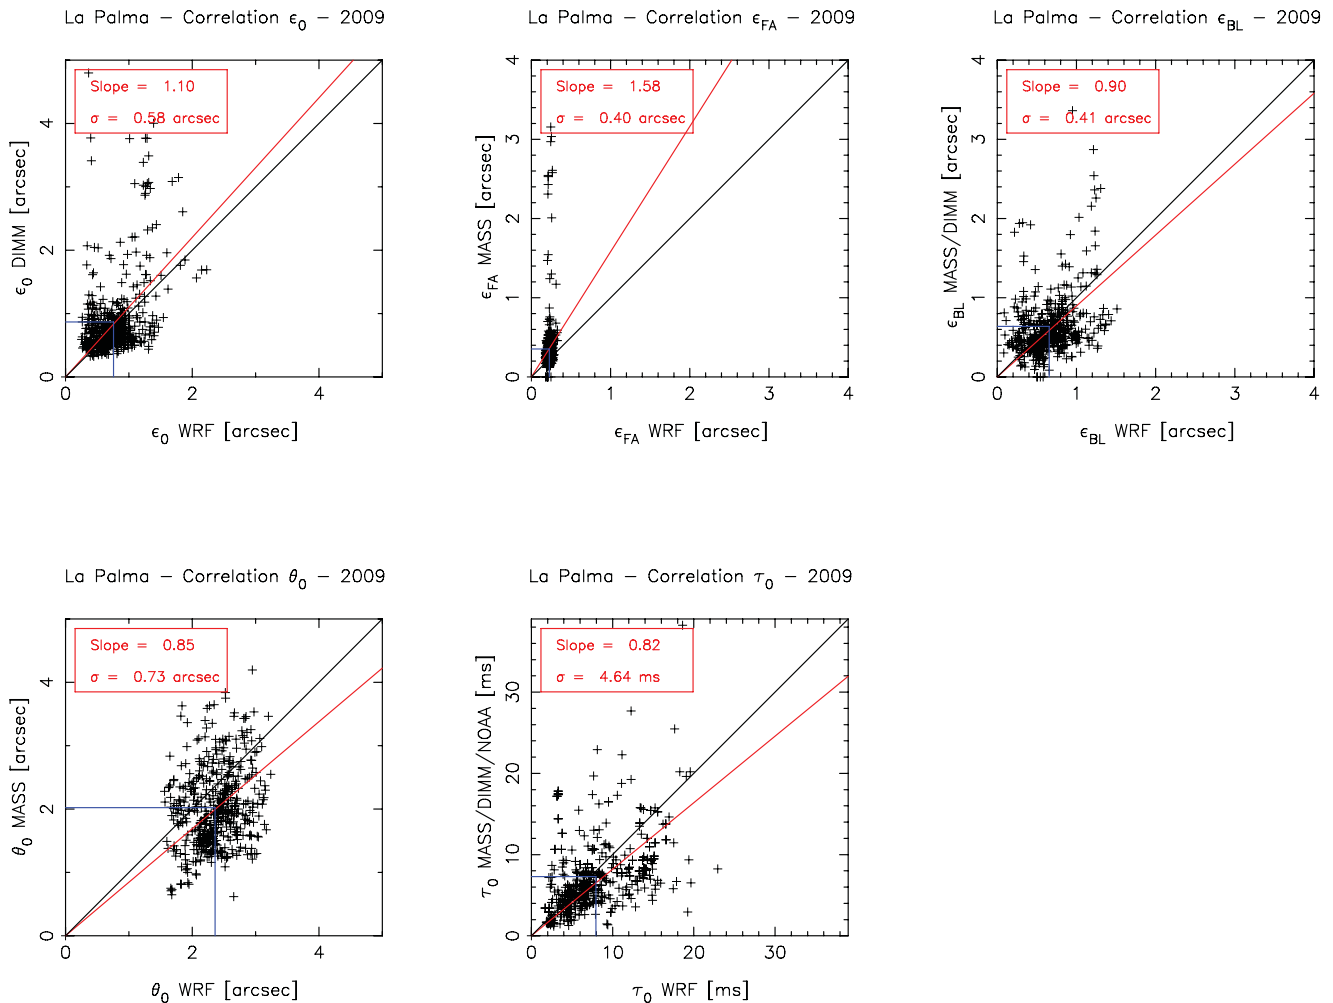 La Palma – Correlation ε0 – 2009
Slope = 1.10
σ = 0.58 arcsec
ε0 DIMM [arcsec]
4
2
0
0 2 4
ε0 WRF [arcsec]
La Palma – Correlation εFA – 2009
Slope = 1.58
σ = 0.40 arcsec
εFA MASS [arcsec]
4
3
2
1
0
0 1 2 3 4
εFA WRF [arcsec]
La Palma – Correlation εBL – 2009
Slope = 0.90
σ = 0.41 arcsec
εBL MASS/DIMM [arcsec]
4
3
2
1
0
0 1 2 3 4
εBL WRF [arcsec]
La Palma – Correlation θ0 – 2009
Slope = 0.85
σ = 0.73 arcsec
θ0 MASS [arcsec]
4
2
0
0 2 4
θ0 WRF [arcsec]
La Palma – Correlation τ0 – 2009
Slope = 0.82
σ = 4.64 ms
τ0 MASS/DIMM/NOAA [ms]
30
20
10
0
0 10 20 30
τ0 WRF [ms]